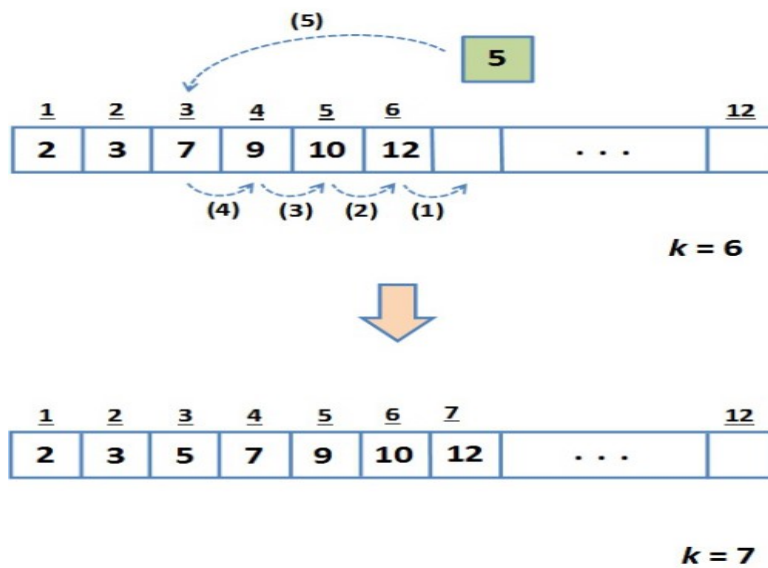 (5)
5
1 2 3 4 5 6 12
2 3 7 9 10 12 . . .
(4) (3) (2) (1)
k = 6
1 2 3 4 5 6 7 12
2 3 5 7 9 10 12 . . .
k = 7